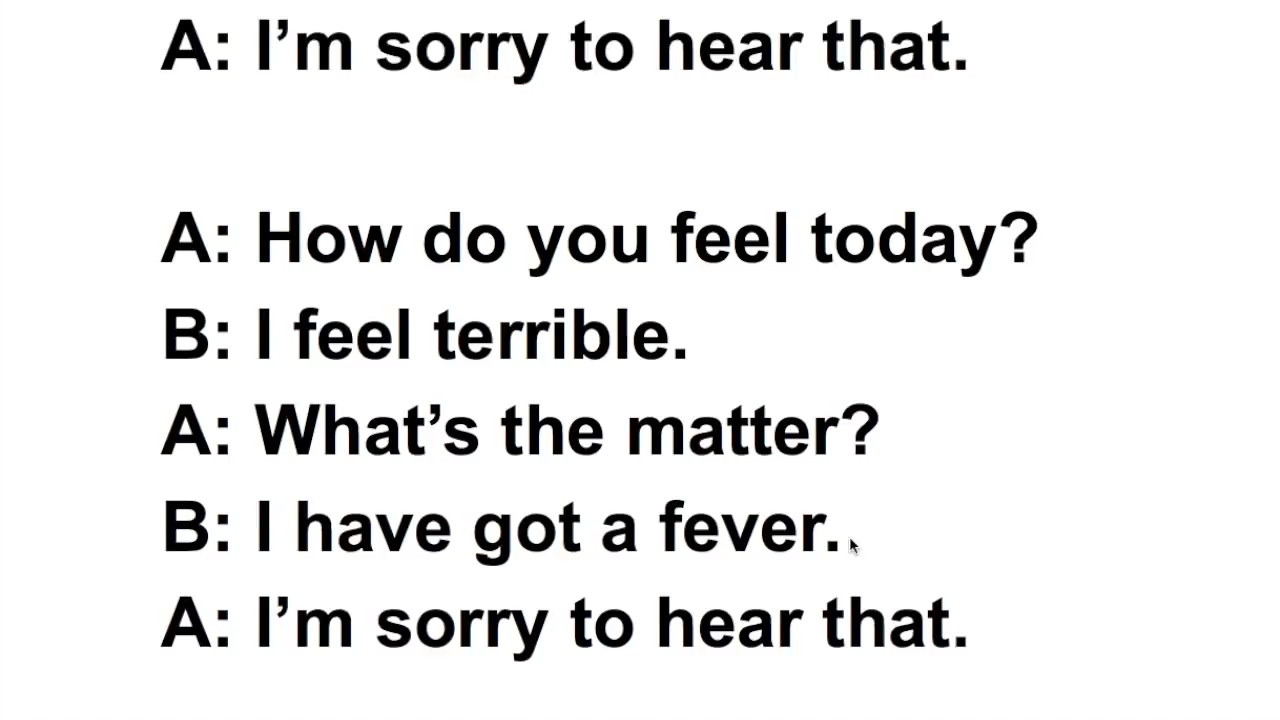 A: I’m sorry to hear that.
A: How do you feel today?
B: I feel terrible.
A: What’s the matter?
B: I have got a fever.
A: I’m sorry to hear that.